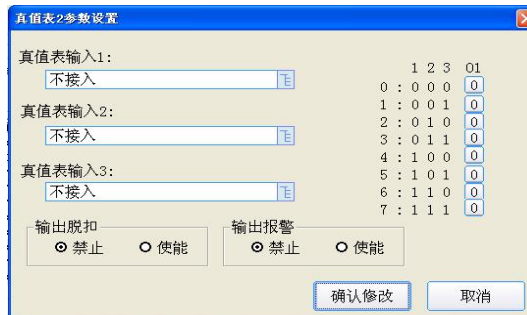 真值表2参数设置
真值表输入1:
不接入
真值表输入2:
不接入
真值表输入3:
不接入
1 2 3 O1
0 : 0 0 0 0
1 : 0 0 1 0
2 : 0 1 0 0
3 : 0 1 1 0
4 : 1 0 0 0
5 : 1 0 1 0
6 : 1 1 0 0
7 : 1 1 1 0
输出脱扣
禁止 使能
输出报警
禁止 使能
确认修改 取消